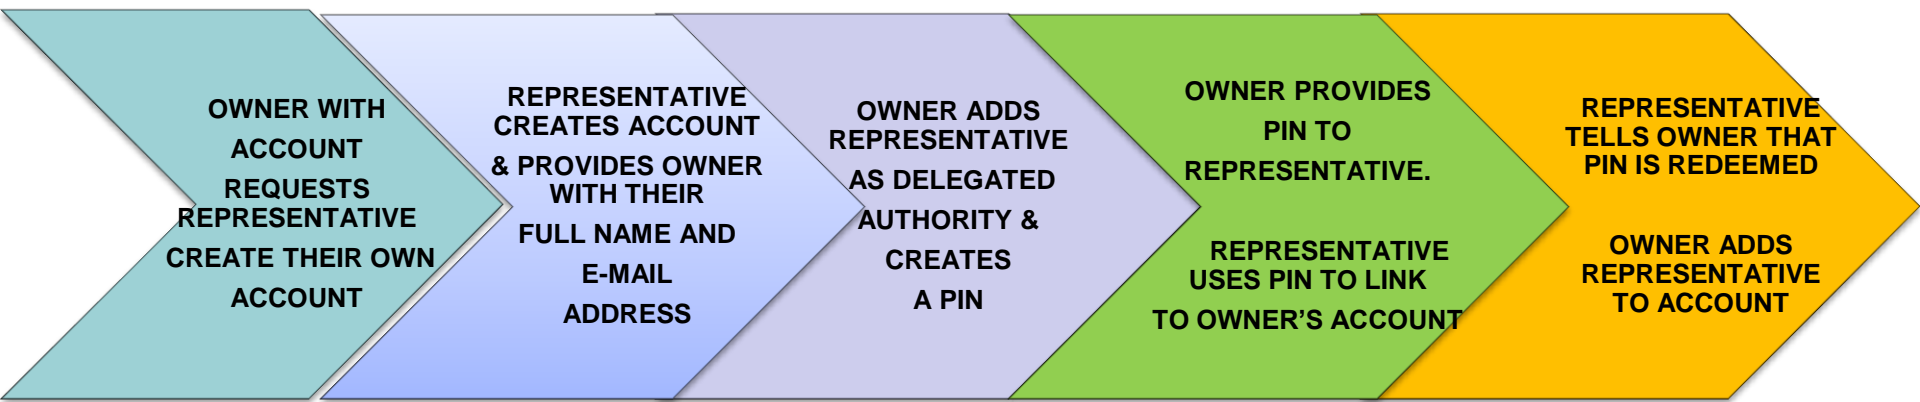 OWNER WITH
ACCOUNT
REQUESTS
REPRESENTATIVE
CREATE THEIR OWN
ACCOUNT
REPRESENTATIVE
CREATES ACCOUNT
& PROVIDES OWNER
WITH THEIR
FULL NAME AND
E-MAIL
ADDRESS
OWNER ADDS
REPRESENTATIVE
AS DELEGATED
AUTHORITY &
CREATES
A PIN
OWNER PROVIDES
PIN TO
REPRESENTATIVE.
REPRESENTATIVE
USES PIN TO LINK
TO OWNER’S ACCOUNT
REPRESENTATIVE
TELLS OWNER THAT
PIN IS REDEEMED
OWNER ADDS
REPRESENTATIVE
TO ACCOUNT